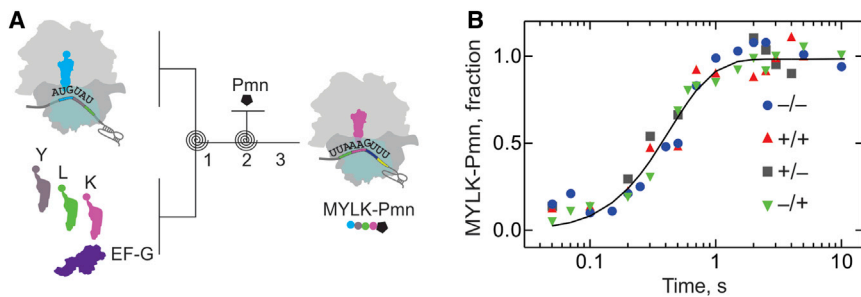 A
AUGUAU
Y
L
K
EF-G
Pmn
1 2 3
UUAAAGUUU
MYLK-Pmn
B
MYLK-Pmn, fraction
1.0
0.5
0.0
−/−
+/+
+/−
−/+
0.1 1 10
Time, s